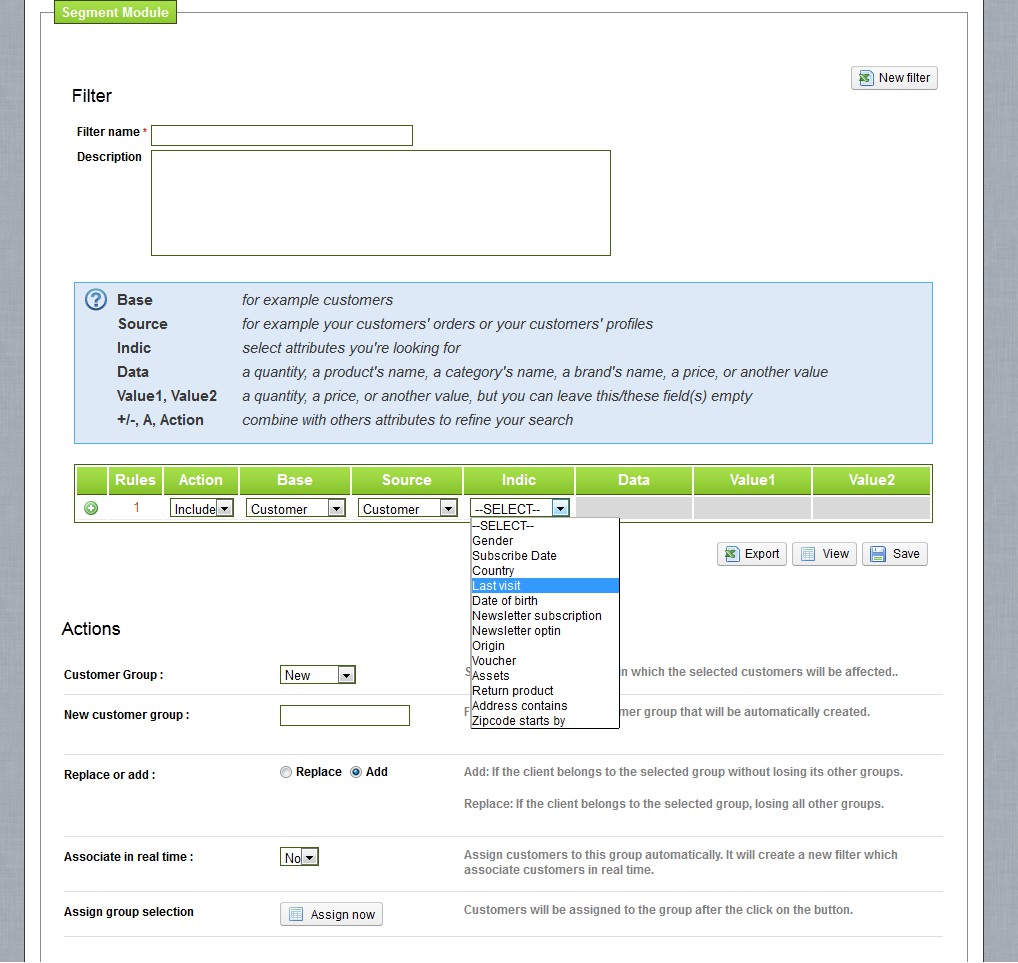 Segment Module
New filter
Filter
Filter name *
Description
? Base for example customers
Source for example your customers' orders or your customers' profiles
Indic select attributes you're looking for
Data a quantity, a product's name, a category's name, a brand's name, a price, or another value
Value1, Value2 a quantity, a price, or another value, but you can leave this/these field(s) empty
+/-, A, Action combine with others attributes to refine your search
Rules Action Base Source Indic Data Value1 Value2
1 Include Customer Customer --SELECT--
--SELECT--
Gender
Subscribe Date
Country
Last visit
Date of birth
Newsletter subscription
Newsletter optin
Origin
Voucher
Assets
Return product
Address contains
Zipcode starts by
Export View Save
Actions
Customer Group : New in which the selected customers will be affected..
New customer group : group that will be automatically created.
Replace or add : Replace Add Add: If the client belongs to the selected group without losing its other groups.
Replace: If the client belongs to the selected group, losing all other groups.
Associate in real time : No Assign customers to this group automatically. It will create a new filter which
associate customers in real time.
Assign group selection Assign now Customers will be assigned to the group after the click on the button.